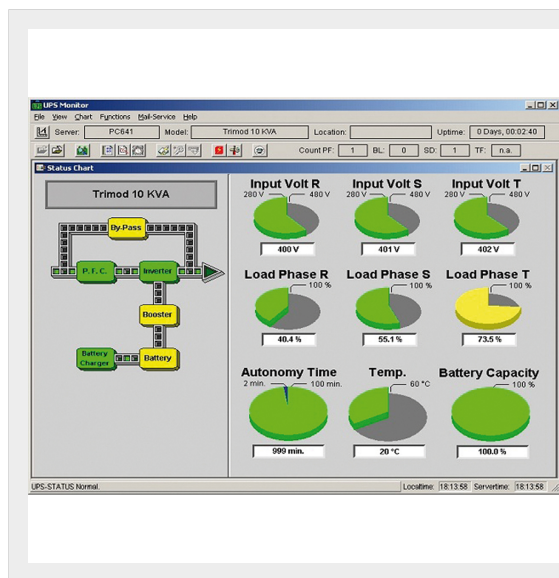 UPS Monitor
File View Chart Functions Mail-Service Help
Server: PC641 Model: Trimod 10 KVA Location: Uptime: 0 Days, 00:02:40
Count PF: 1 BL: 0 SD: 1 TF: n.a.
Status Chart
Trimod 10 KVA
By-Pass
P. F. C.
Inverter
Booster
Battery Charger
Battery
Input Volt R
280 V
480 V
400 V
Input Volt S
280 V
480 V
401 V
Input Volt T
280 V
480 V
402 V
Load Phase R
100 %
40.4 %
Load Phase S
100 %
55.1 %
Load Phase T
100 %
73.5 %
Autonomy Time
2 min.
100 min.
999 min.
Temp.
60 °C
20 °C
Battery Capacity
100 %
100.0 %
UPS-STATUS Normal.
Localtime: 18:13:58 Servertime: 18:13:58